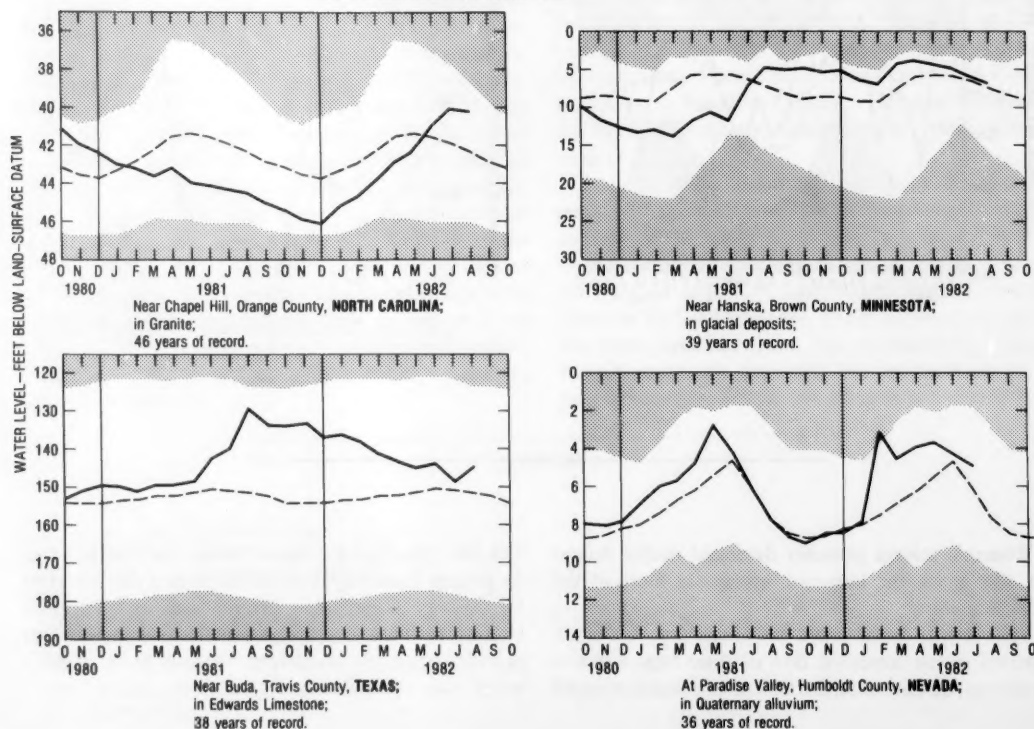 WATER LEVEL—FEET BELOW LAND—SURFACE DATUM
35
36
38
40
42
44
46
48
O N D J F M A M J J A S O N D J F M A M J J A S O
1980 1981 1982
Near Chapel Hill, Orange County, NORTH CAROLINA;
in Granite;
46 years of record.
0
5
10
15
20
25
30
O N D J F M A M J J A S O N D J F M A M J J A S O
1980 1981 1982
Near Hanska, Brown County, MINNESOTA;
in glacial deposits;
39 years of record.
120
130
140
150
160
170
180
190
O N D J F M A M J J A S O N D J F M A M J J A S O
1980 1981 1982
Near Buda, Travis County, TEXAS;
in Edwards Limestone;
38 years of record.
0
2
4
6
8
10
12
14
O N D J F M A M J J A S O N D J F M A M J J A S O
1980 1981 1982
At Paradise Valley, Humboldt County, NEVADA;
in Quaternary alluvium;
36 years of record.